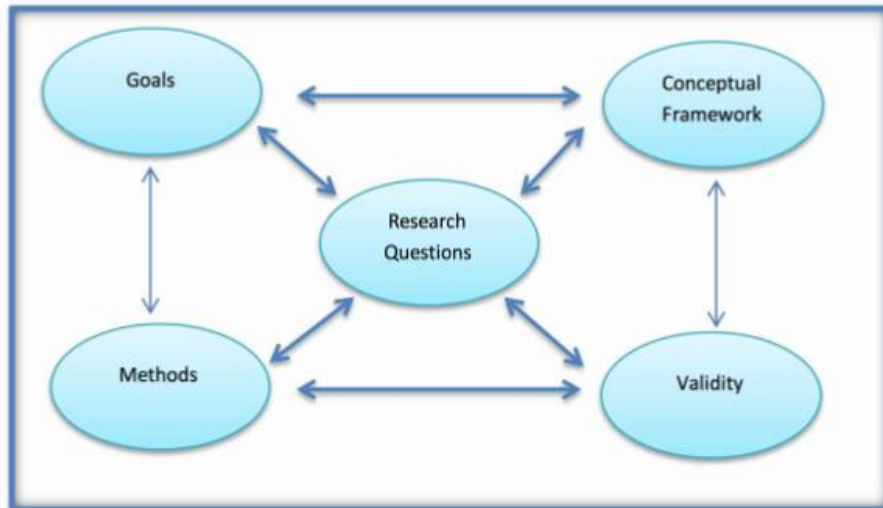 Goals
Conceptual
Framework
Research
Questions
Methods
Validity